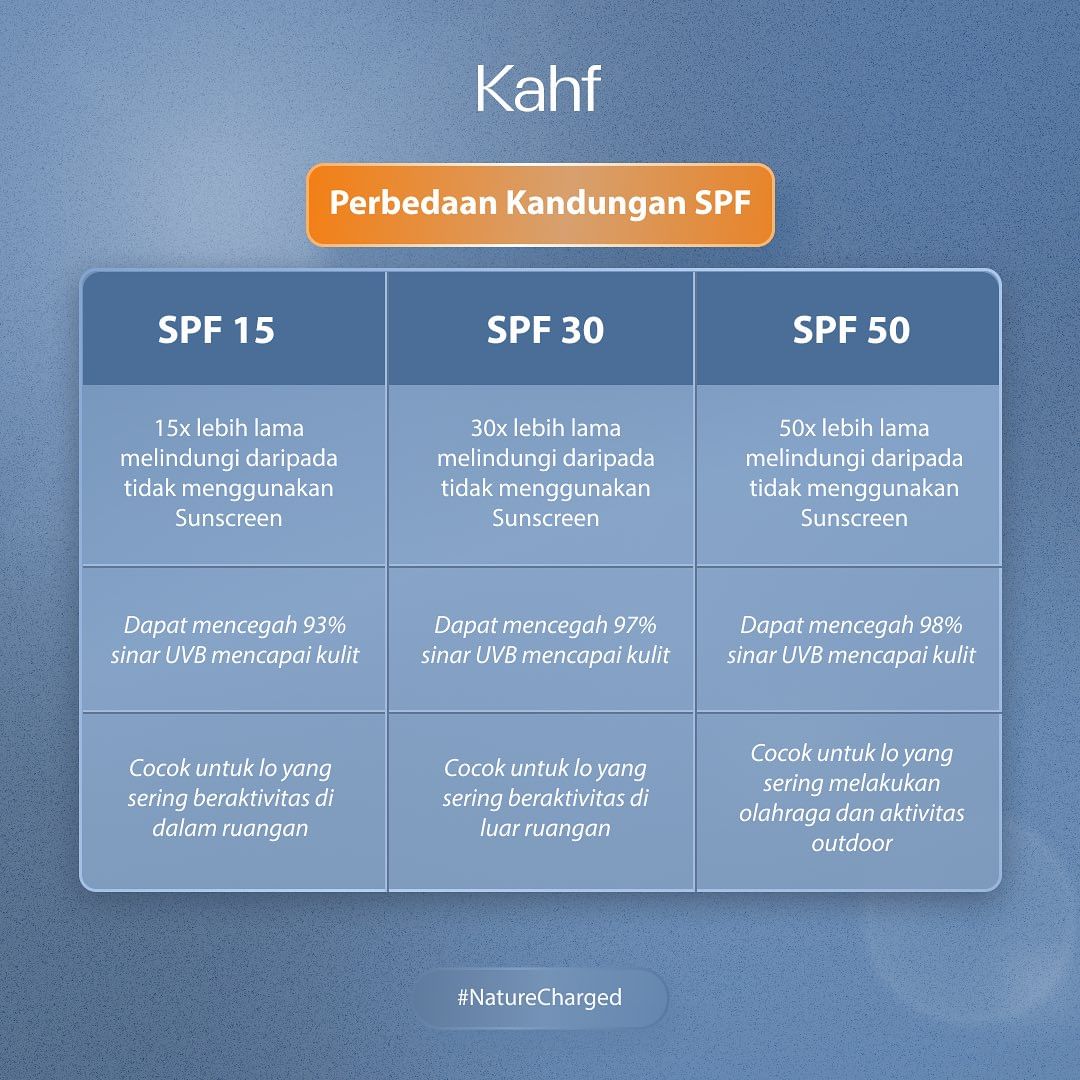 Kahf
Perbedaan Kandungan SPF
SPF 15
SPF 30
SPF 50
15x lebih lama
melindungi daripada
tidak menggunakan
Sunscreen
30x lebih lama
melindungi daripada
tidak menggunakan
Sunscreen
50x lebih lama
melindungi daripada
tidak menggunakan
Sunscreen
Dapat mencegah 93%
sinar UVB mencapai kulit
Dapat mencegah 97%
sinar UVB mencapai kulit
Dapat mencegah 98%
sinar UVB mencapai kulit
Cocok untuk lo yang
sering beraktivitas di
dalam ruangan
Cocok untuk lo yang
sering beraktivitas di
luar ruangan
Cocok untuk lo yang
sering melakukan
olahraga dan aktivitas
outdoor
#NatureCharged